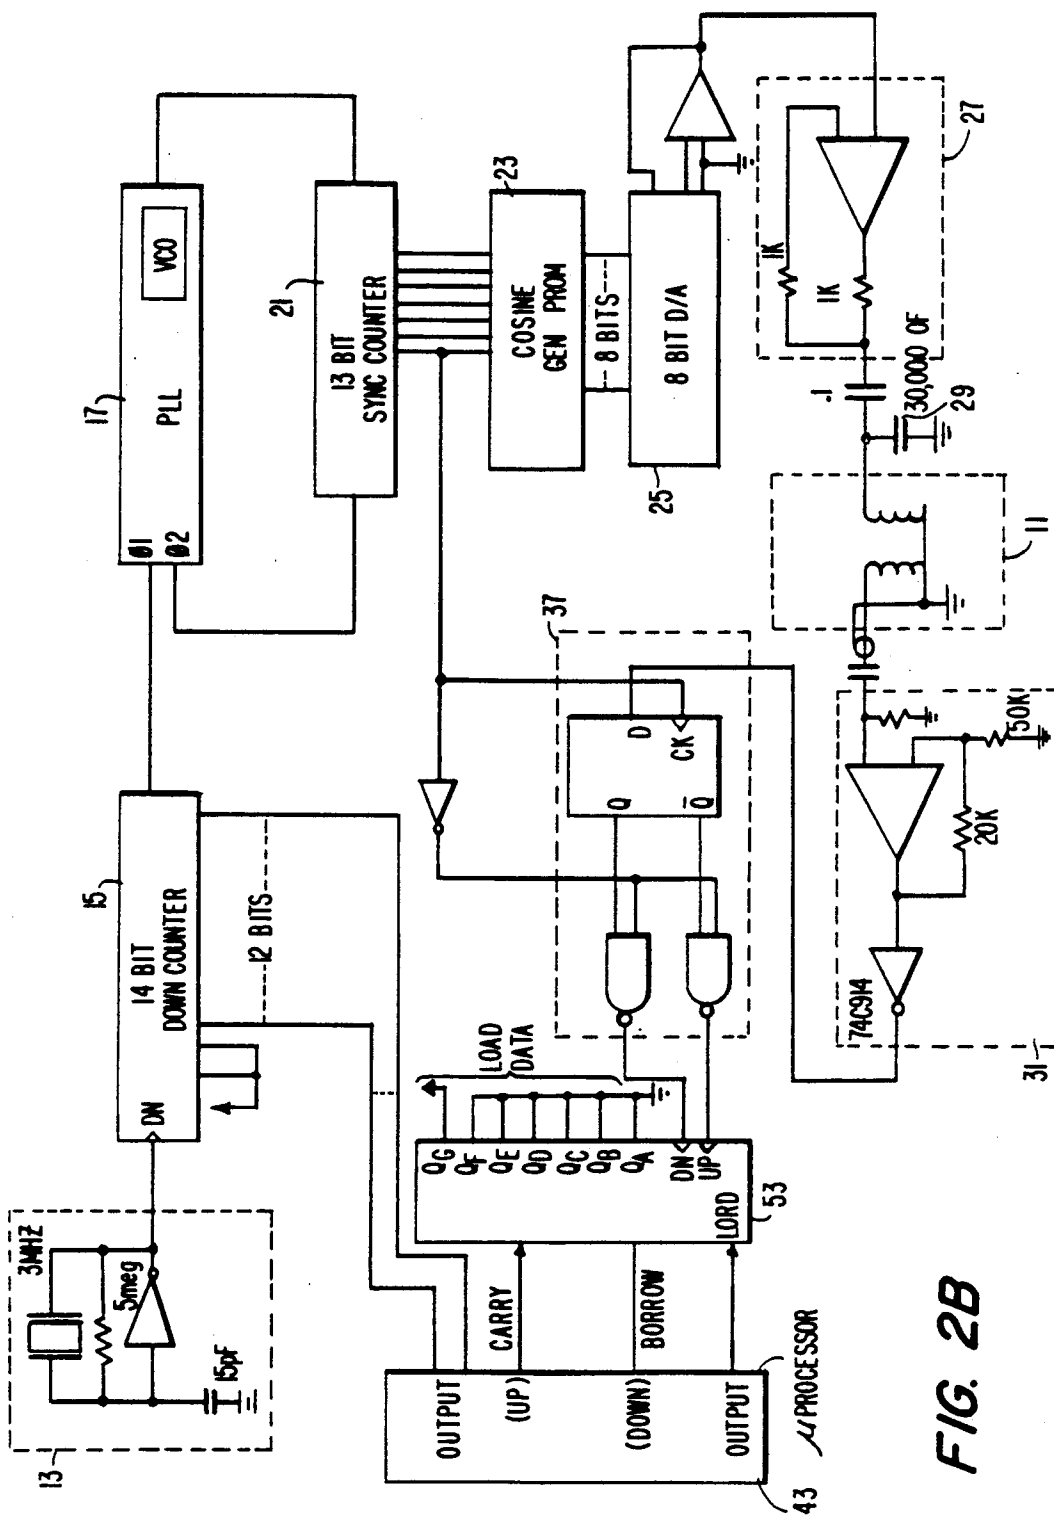 13
3MHZ
5meg
15pF
15
14 BIT
DOWN COUNTER
DN
12 BITS
17
PLL
VCO
Ø1
Ø2
21
13 BIT
SYNC COUNTER
23
COSINE
GEN PROM
8 BITS
8 BIT D/A
25
27
1K
1K
.1
30,000 OF
29
11
37
D
CK
Q
Q
LOAD
DATA
QG
QF
QE
QD
QC
QB
QA
DN
UP
LORD
53
OUTPUT
(UP)
CARRY
(DOWN)
BORROW
OUTPUT
μPROCESSOR
43
74C914
20K
50K
31
FIG. 2B